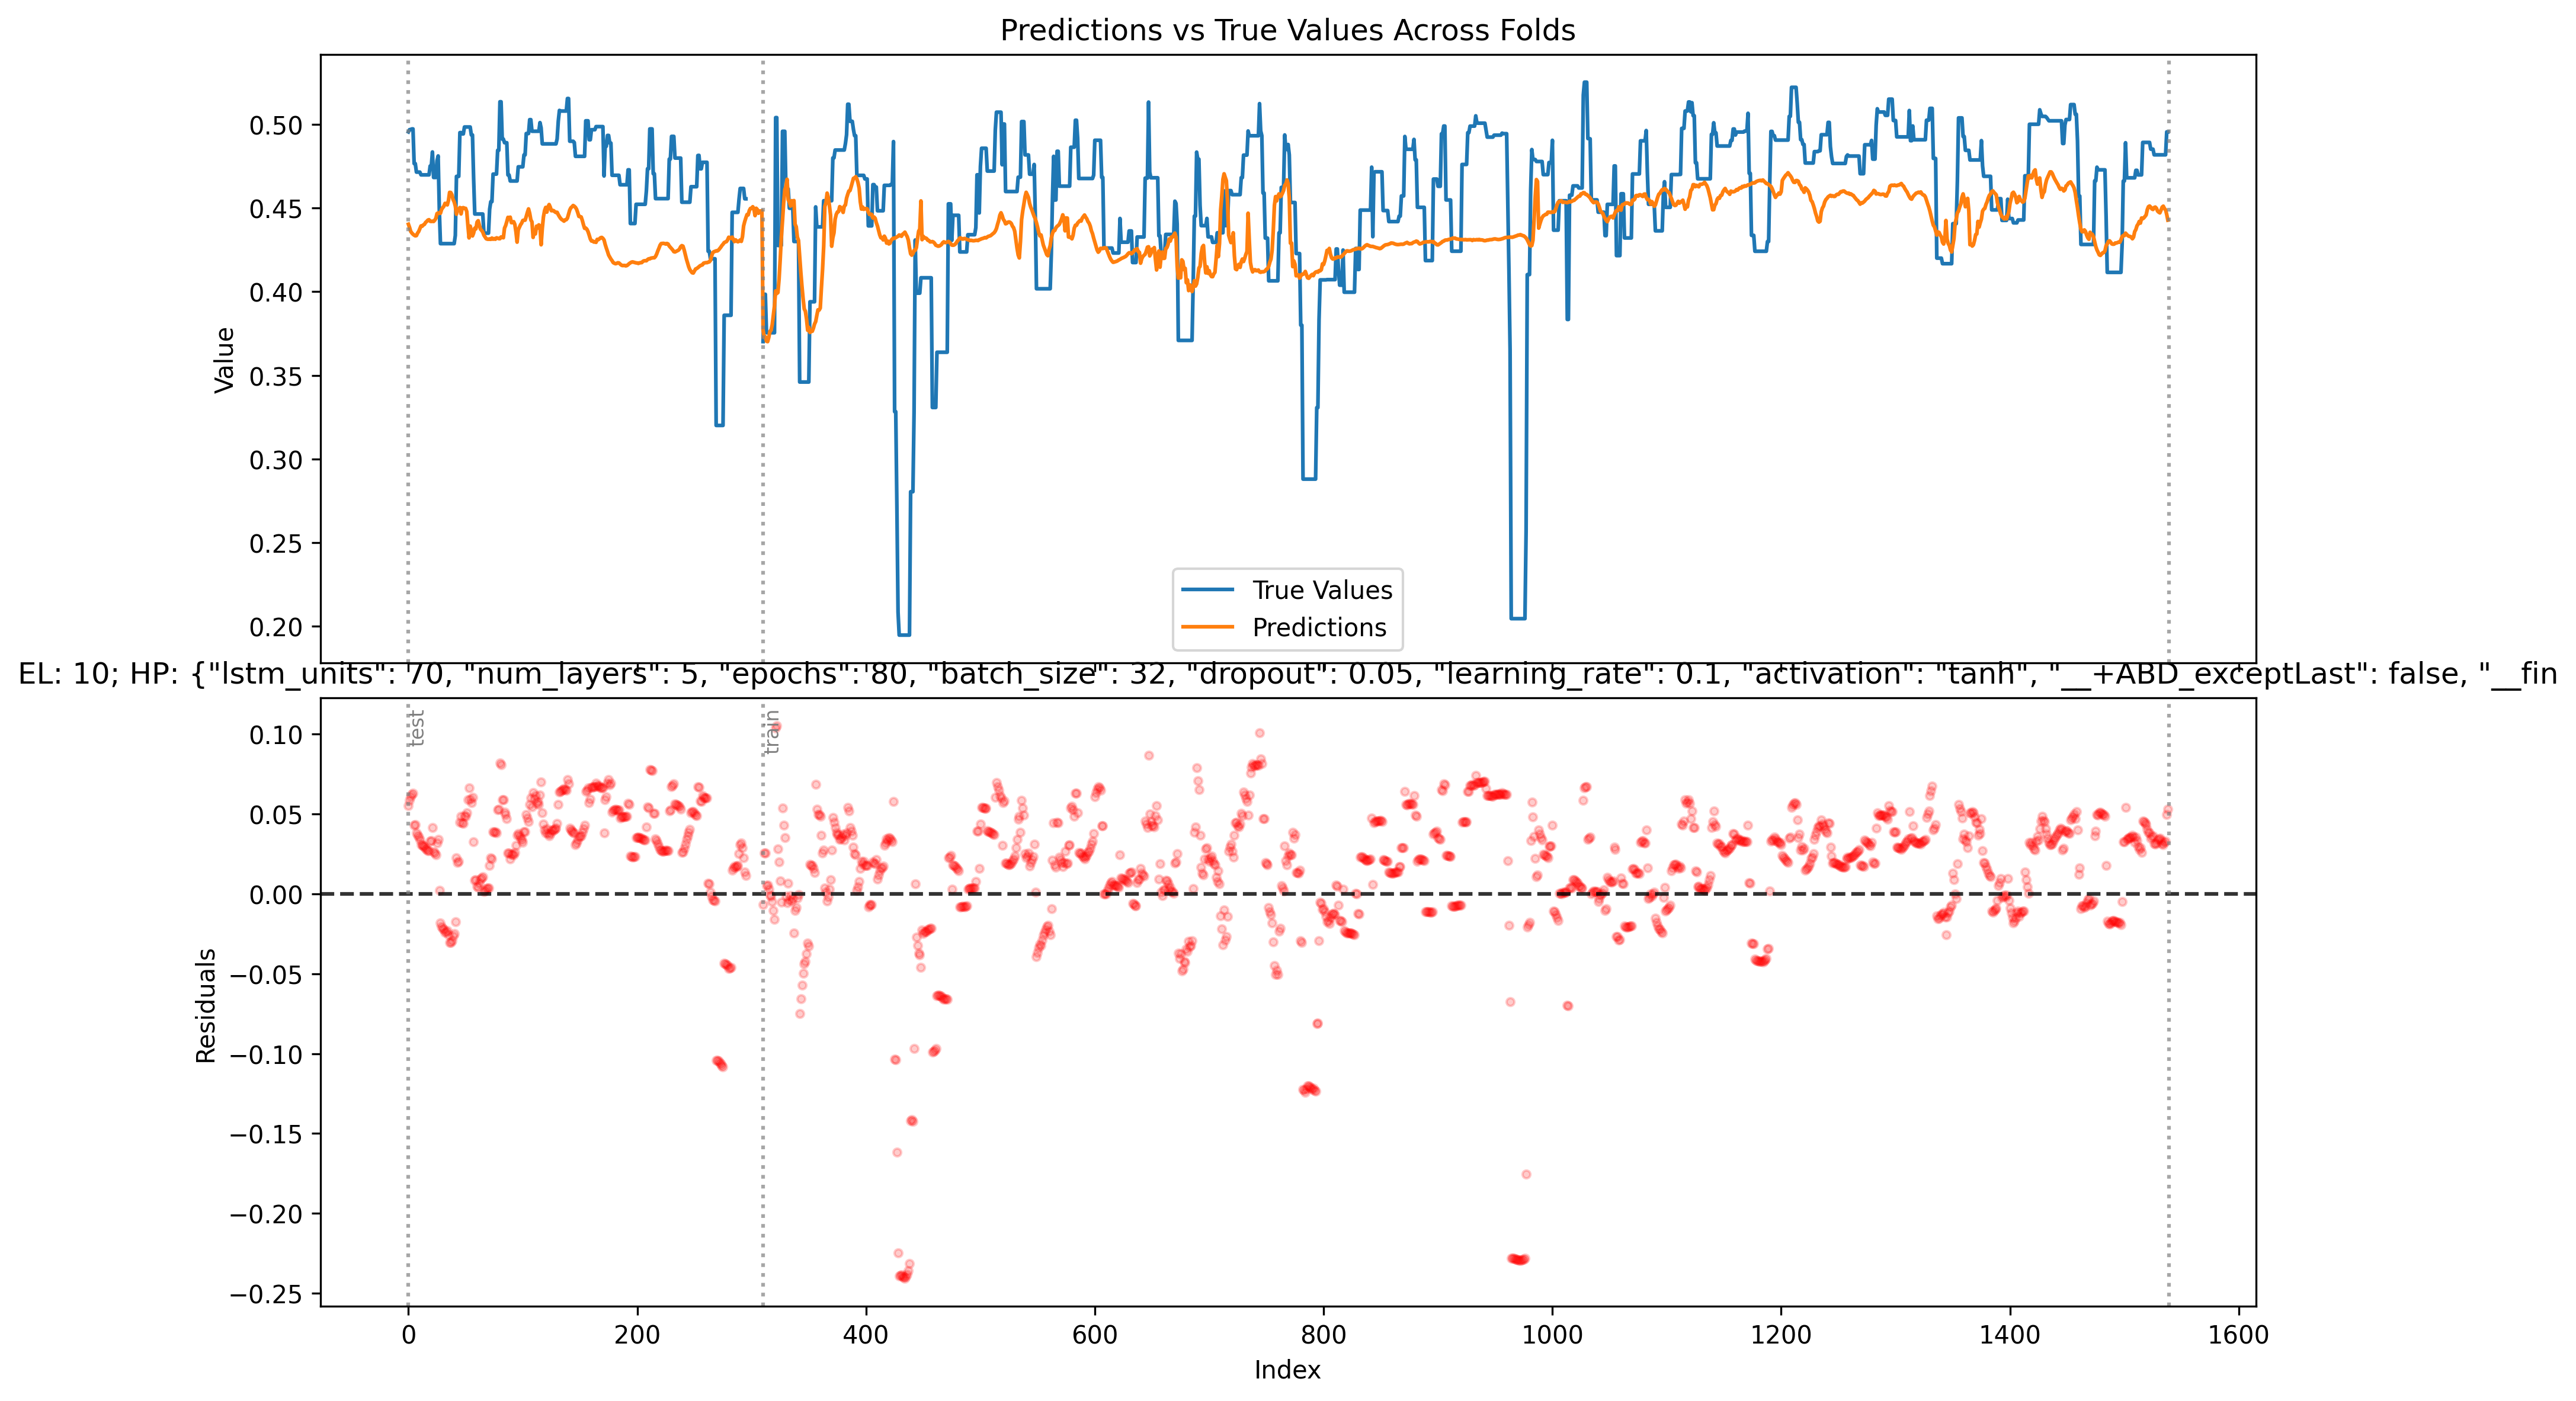 Predictions vs True Values Across Folds
0.50
0.45
0.40
0.35
0.30
0.25
0.20
Value
True Values
Predictions
EL: 10; HP: {"lstm_units": 70, "num_layers": 5, "epochs": 80, "batch_size": 32, "dropout": 0.05, "learning_rate": 0.1, "activation": "tanh", "__+ABD_exceptLast": false, "__fin
test
train
0.10
0.05
0.00
−0.05
−0.10
−0.15
−0.20
−0.25
Residuals
0 200 400 600 800 1000 1200 1400 1600
Index